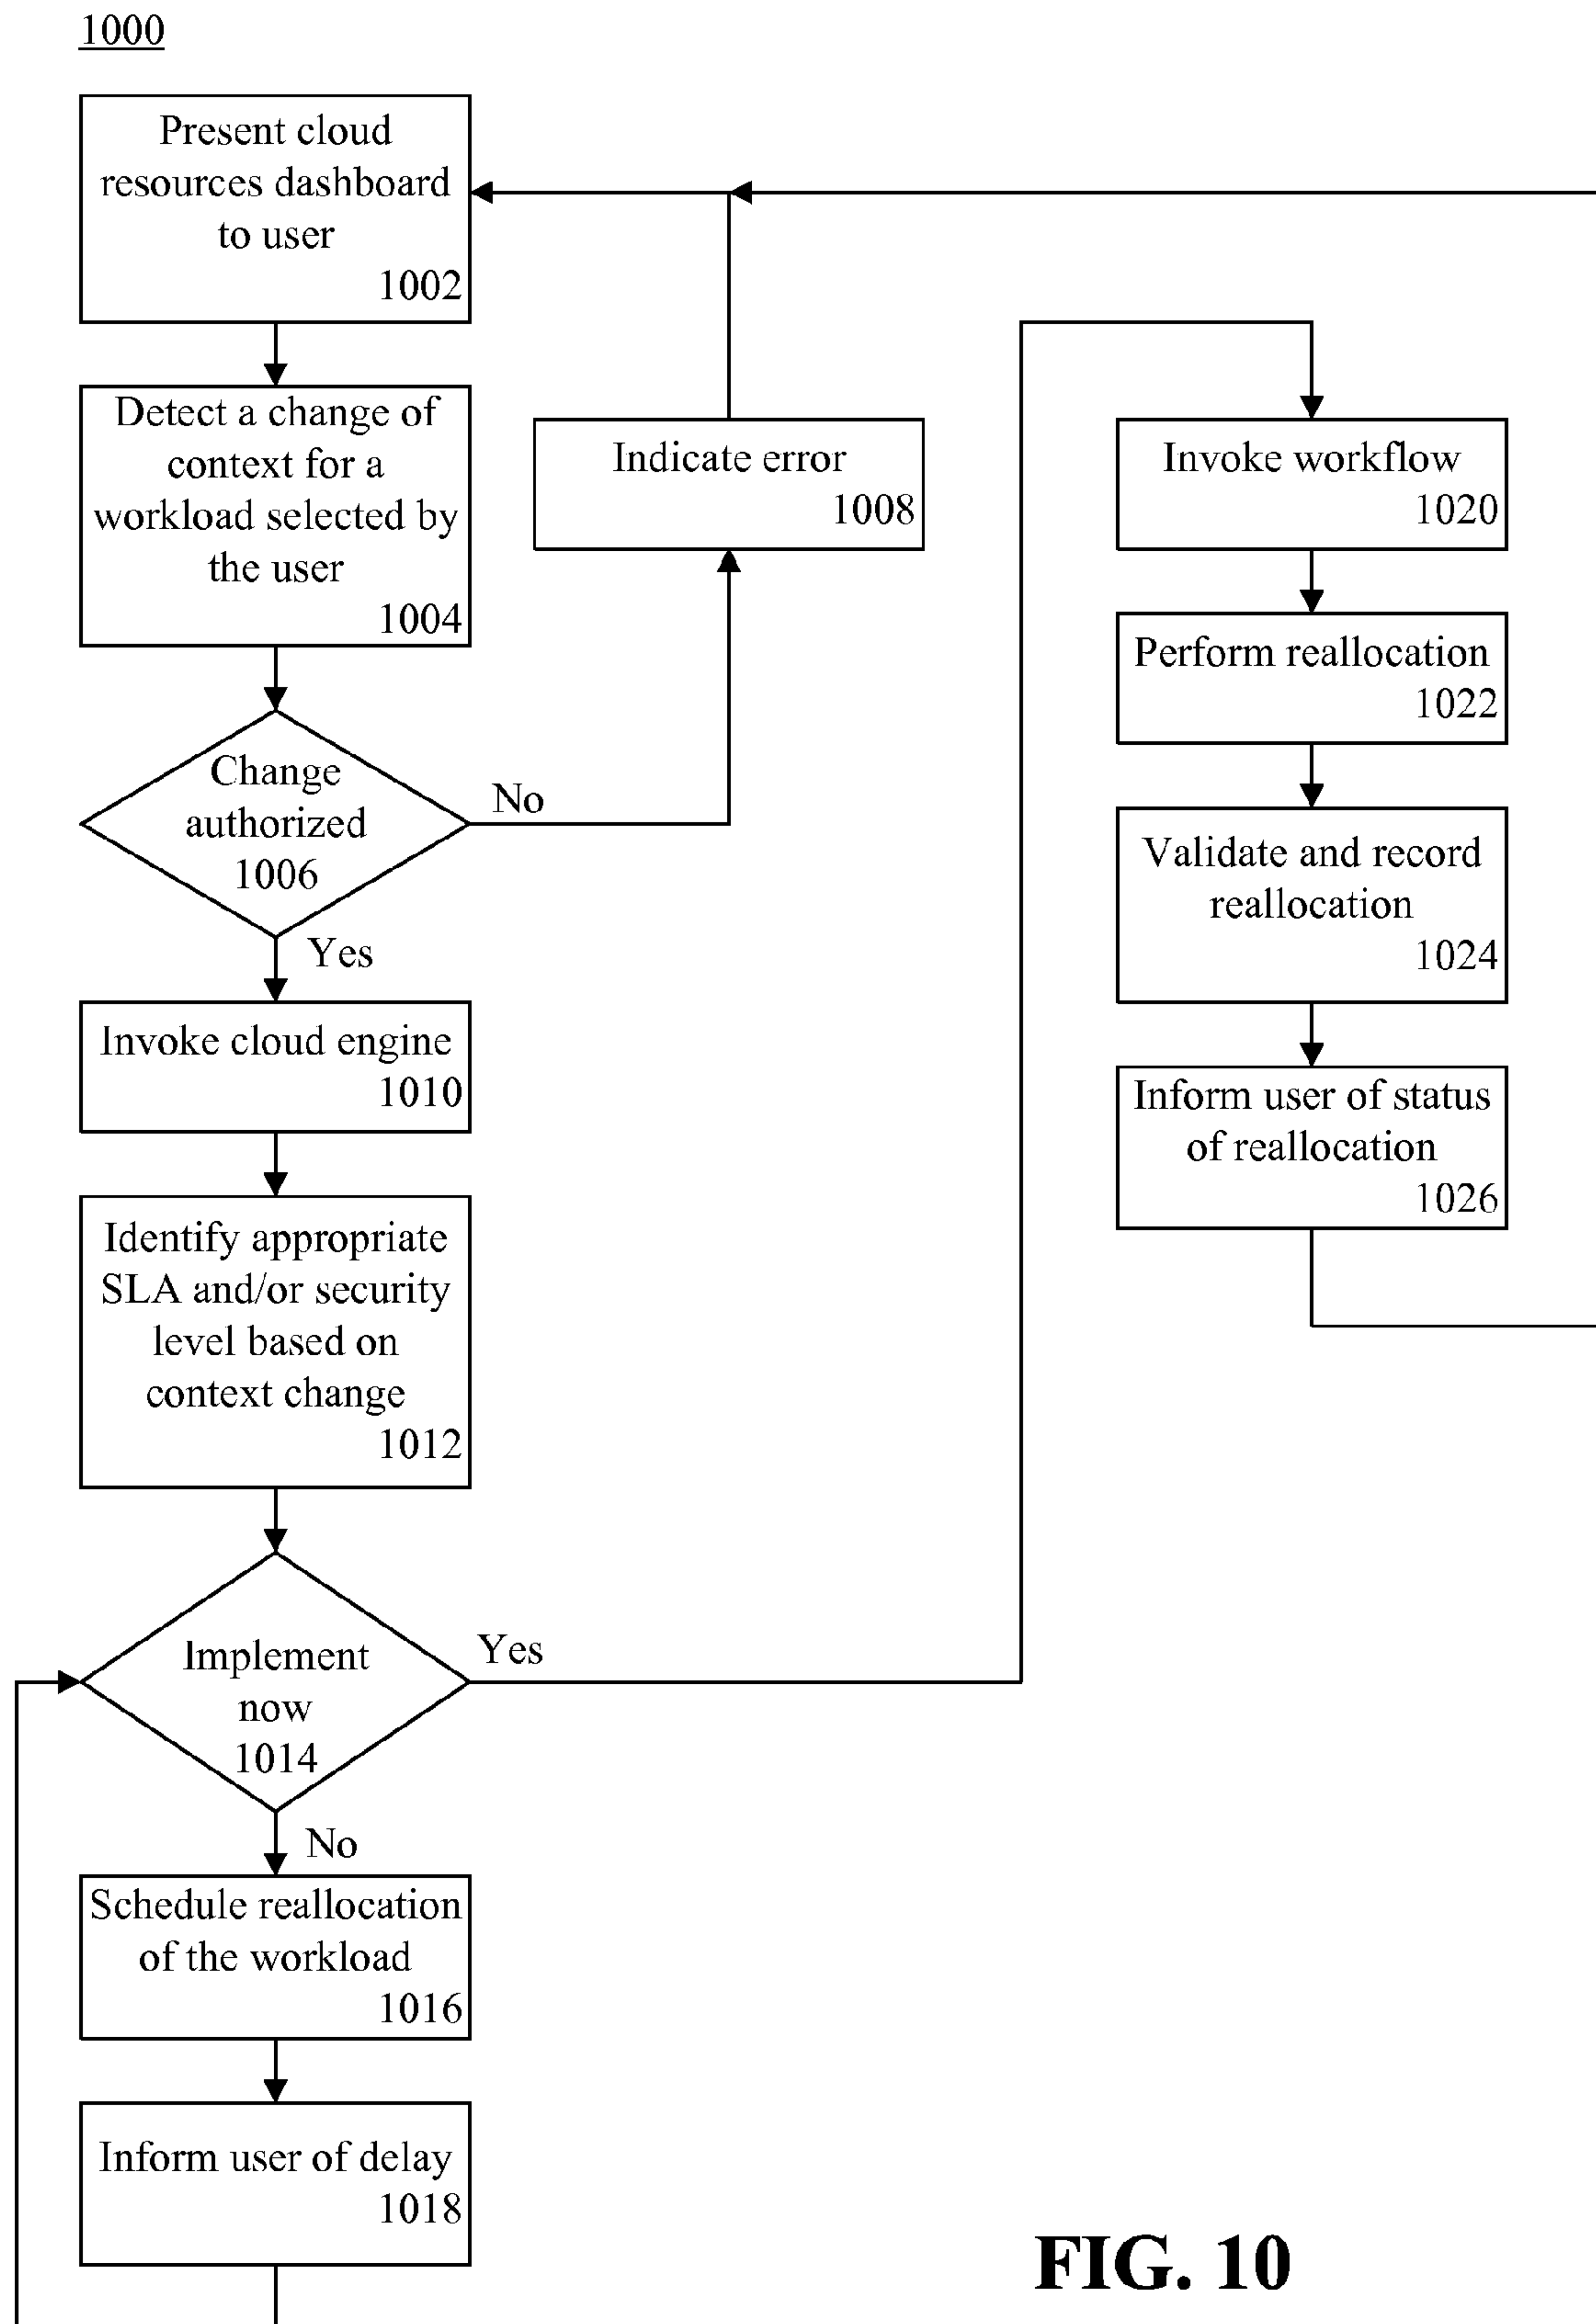 1000
Present cloud
resources dashboard
to user
1002
Detect a change of
context for a
workload selected by
the user
1004
Change
authorized
1006
No
Yes
Indicate error
1008
Invoke cloud engine
1010
Identify appropriate
SLA and/or security
level based on
context change
1012
Implement
now
1014
Yes
No
Schedule reallocation
of the workload
1016
Inform user of delay
1018
Invoke workflow
1020
Perform reallocation
1022
Validate and record
reallocation
1024
Inform user of status
of reallocation
1026
FIG. 10